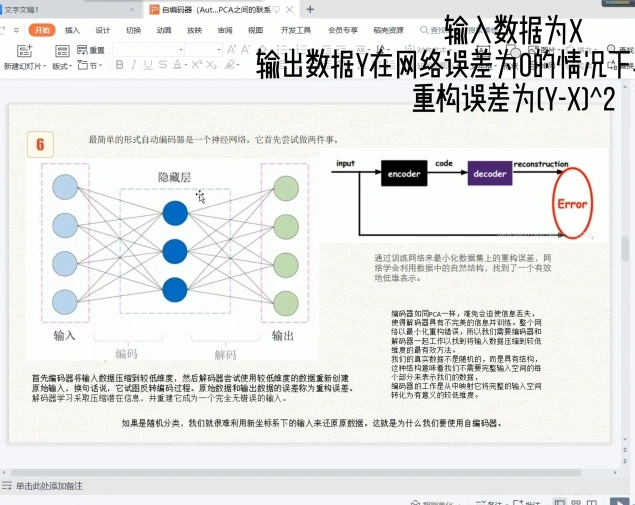 文字文稿1
自编码器（Aut...PCA之间的联系
开始 插入 设计 切换 动画 放映 审阅 视图 开发工具 会员专享 稻壳资源
新建幻灯片 版式 重置 节
输入数据为X
输出数据Y在网络误差为0的情况下
重构误差为(Y-X)^2
6
最简单的形式自动编码器是一个神经网络，它首先尝试做两件事。
隐藏层
输入
输出
编码
解码
input
encoder
code
decoder
reconstruction
Error
通过训练网络来最小化数据集上的重构误差，网
络学会利用数据中的自然结构，找到了一个有效
地低维表示。
编码器如同PCA一样，难免会迫使信息丢失，
使得解码器具有不完美的信息并训练。整个网
络以最小化重构错误，所以我们需要编码器和
解码器一起工作以找到将输入数据压缩到较低
维度的最有效方法。
我们的真实数据不是随机的，而是具有结构，
这种结构意味着我们不需要完整输入空间的每
个部分来表示我们的数据，
编码器的工作是从中映射它将完整的输入空间
转化为有意义的较低维度。
首先编码器将输入数据压缩到较低维度，然后解码器尝试使用较低维度的数据重新创建
原始输入，换句话说，它试图反转编码过程。原始数据和输出数据的误差称为重构误差。
解码器学习采取压缩潜在信息，并重建它成为一个完全无错误的输入。
如果是随机分类，我们就很难利用新坐标系下的输入来还原原数据。这就是为什么我们要使用自编码器。
单击此处添加备注